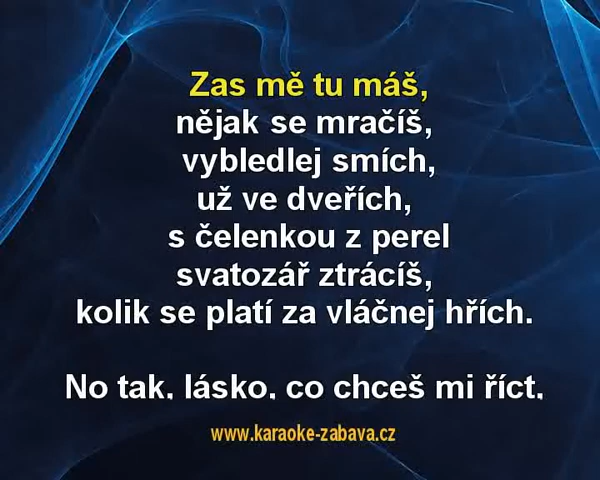 Zas mě tu máš,
nějak se mračíš,
vybledlej smích,
už ve dveřích,
s čelenkou z perel
svatozář ztrácíš,
kolik se platí za vláčnej hřích.
No tak, lásko, co chceš mi říct,
www.karaoke-zabava.cz